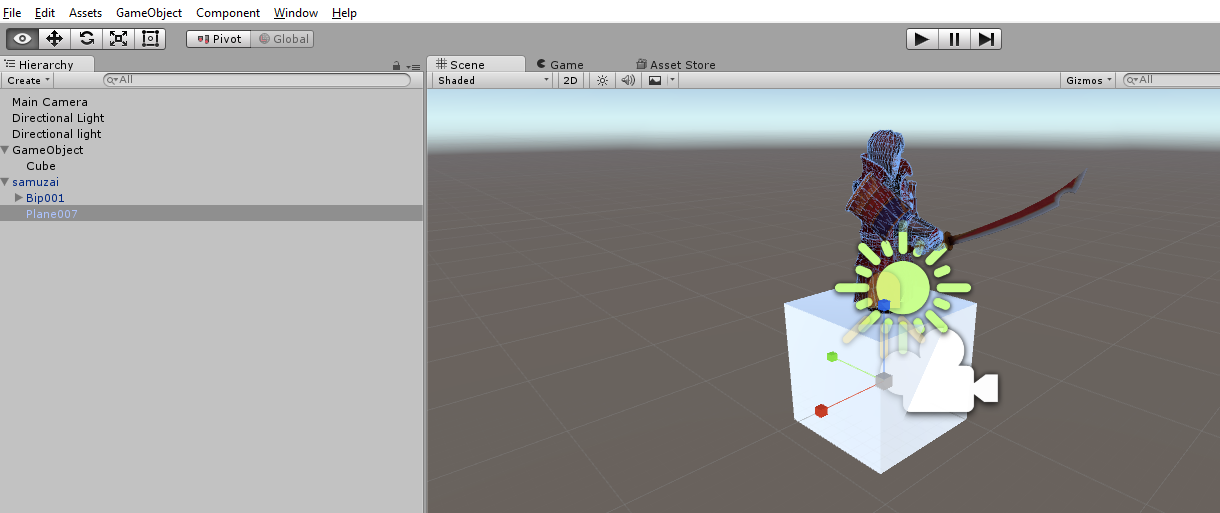 File Edit Assets GameObject Component Window Help
Pivot Global
Hierarchy
Create All
Main Camera
Directional Light
Directional light
GameObject
Cube
samuzai
Bip001
Plane007
Scene Game Asset Store
Shaded 2D Gizmos All